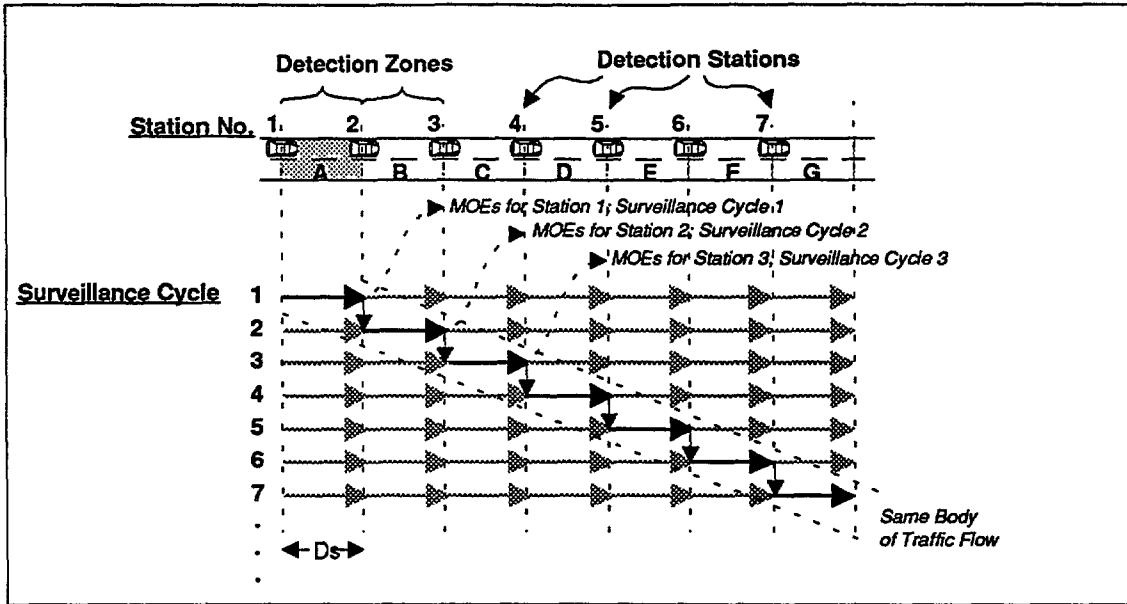 Detection Zones
Detection Stations
Station No. 1 2 3 4 5 6 7
A B C D E F G
MOEs for Station 1; Surveillance Cycle 1
MOEs for Station 2; Surveillance Cycle 2
MOEs for Station 3; Surveillance Cycle 3
Surveillance Cycle 1
2
3
4
5
6
7
Same Body
of Traffic Flow
Ds